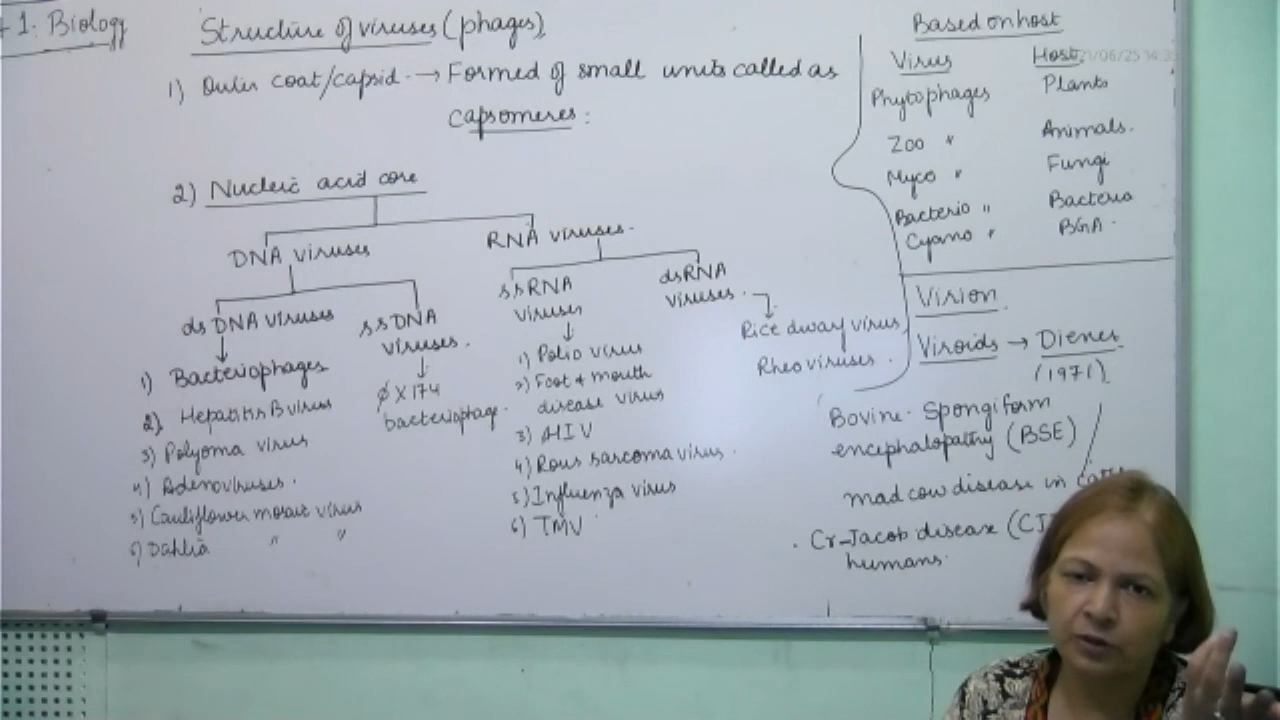 1. Biology
Structure of viruses (phages)
1) Outer coat/capsid. → Formed of small units called as
capsomeres:
2) Nucleic acid core
DNA viruses
RNA viruses.
ds DNA viruses
ssDNA
viruses.
ssRNA
viruses
dsRNA
viruses.
1) Bacteriophages
2) Hepatitis B virus
3) Polyoma virus
4) Adenoviruses.
5) Cauliflower mosaic virus
6) Dahlia " "
φ X 174
bacteriophage.
1) Polio virus
2) Foot & mouth
disease virus
3) HIV
4) Rous sarcoma virus.
5) Influenza virus
6) TMV
Rice dwarf virus
Rheoviruses.
Based on host
Virus Host
21/06/25
Phytophages Plants
Zoo " Animals.
Myco " Fungi
Bacterio " Bacteria
Cyano " BGA.
Virion
Viroids → Diener
(1971)
Bovine Spongiform
encephalopathy (BSE)
mad cow disease in
Cr-Jacob disease
humans.